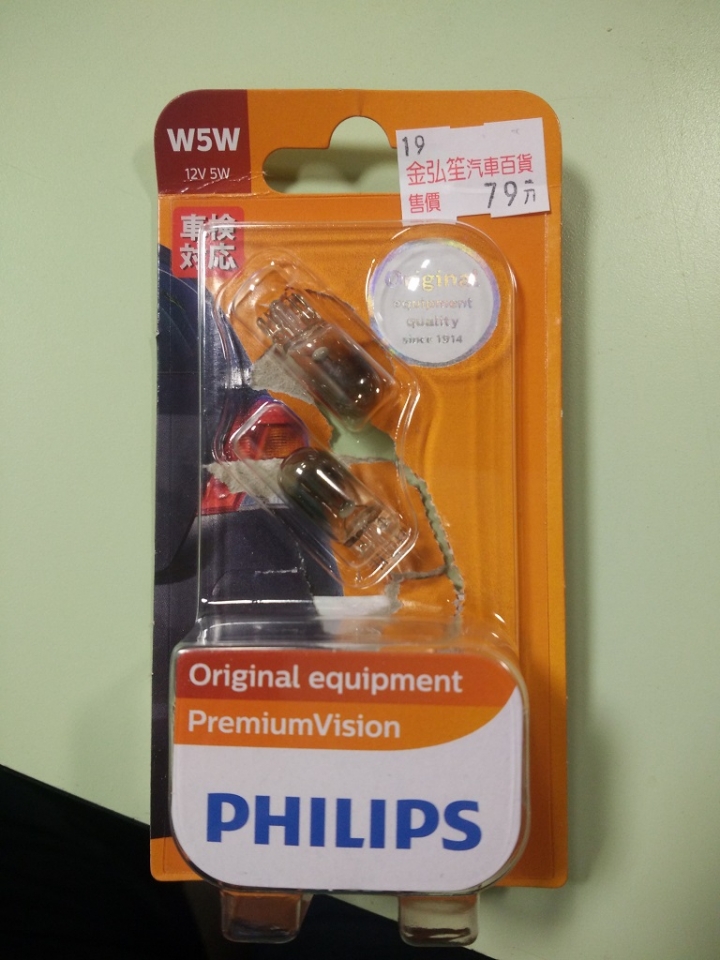 W5W
12V 5W
19
金弘笙汽車百貨
售價 79元
車検
対応
Original
equipment
quality
since 1914
Original equipment
PremiumVision
PHILIPS